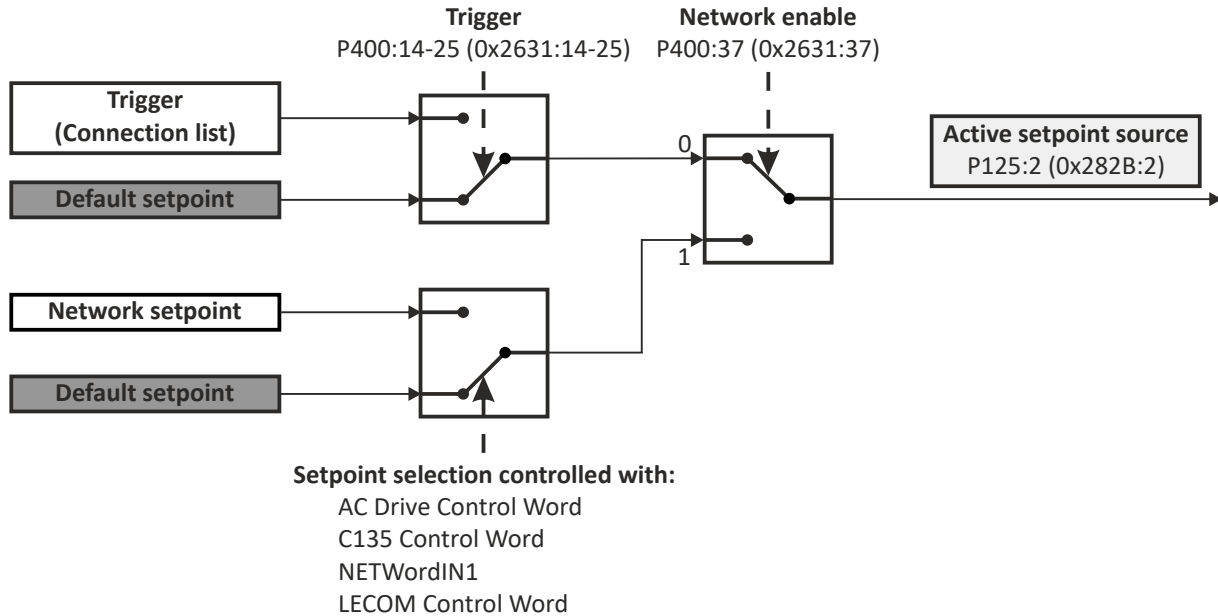 Trigger
P400:14-25 (0x2631:14-25)
Network enable
P400:37 (0x2631:37)
Trigger
(Connection list)
Default setpoint
0
1
Active setpoint source
P125:2 (0x282B:2)
Network setpoint
Default setpoint
Setpoint selection controlled with:
AC Drive Control Word
C135 Control Word
NETWordIN1
LECOM Control Word